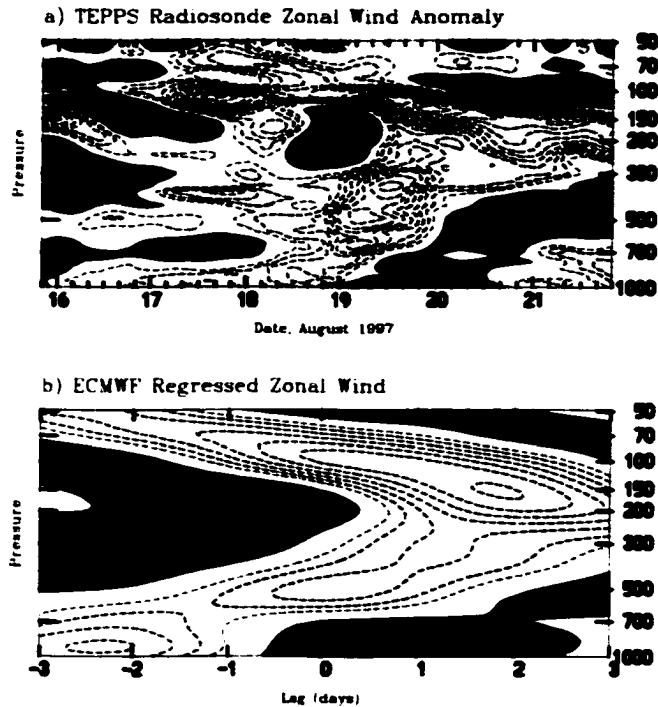 a) TEPPS Radiosonde Zonal Wind Anomaly
50
70
100
150
200
300
500
700
1000
Pressure
16 17 18 19 20 21
Date, August 1997
b) ECMWF Regressed Zonal Wind
50
70
100
150
200
300
500
700
1000
Pressure
-3 -2 -1 0 1 2 3
Lag (days)